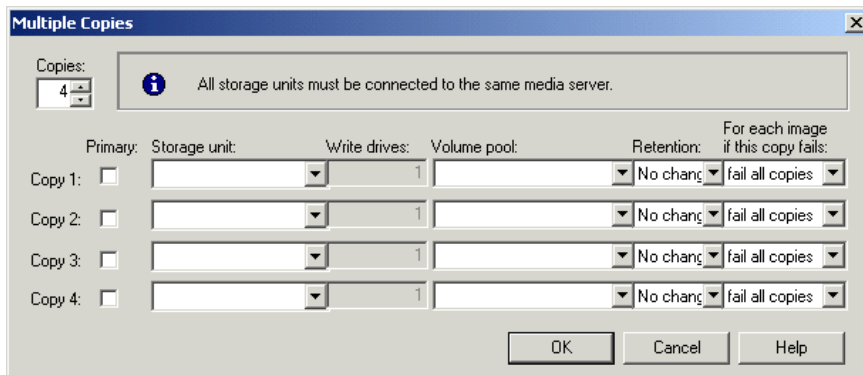 Multiple Copies
Copies:
4
All storage units must be connected to the same media server.
For each image
Primary: Storage unit: Write drives: Volume pool: Retention: if this copy fails:
Copy 1: 1 No chang fail all copies
Copy 2: 1 No chang fail all copies
Copy 3: 1 No chang fail all copies
Copy 4: 1 No chang fail all copies
OK Cancel Help